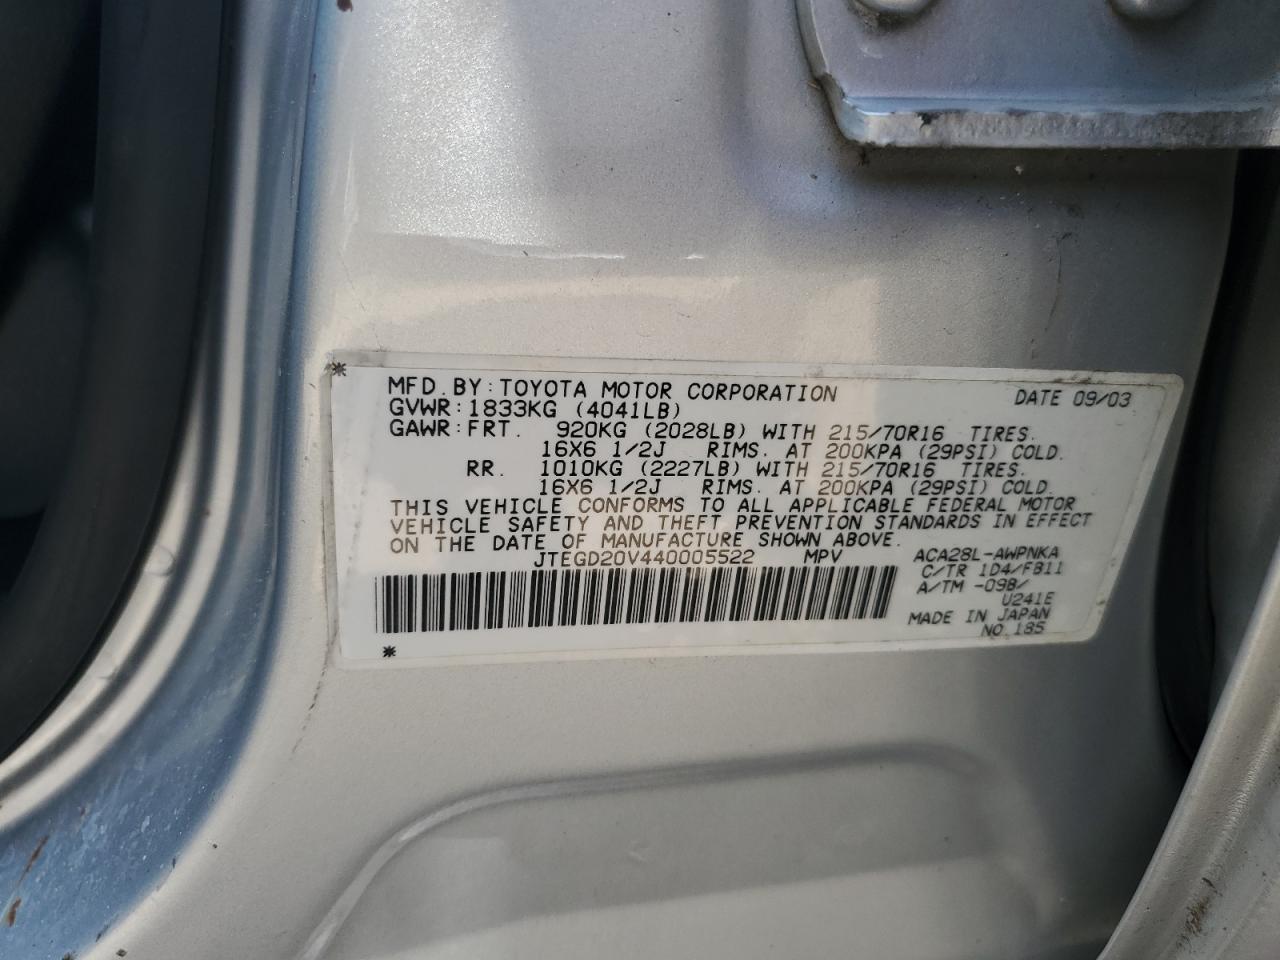 MFD. BY: TOYOTA MOTOR CORPORATION DATE 09/03
GVWR: 1833KG (4041LB)
GAWR: FRT. 920KG (2028LB) WITH 215/70R16 TIRES.
16X6 1/2J RIMS. AT 200KPA (29PSI) COLD.
RR. 1010KG (2227LB) WITH 215/70R16 TIRES.
16X6 1/2J RIMS. AT 200KPA (29PSI) COLD.
THIS VEHICLE CONFORMS TO ALL APPLICABLE FEDERAL MOTOR
VEHICLE SAFETY AND THEFT PREVENTION STANDARDS IN EFFECT
ON THE DATE OF MANUFACTURE SHOWN ABOVE.
JTEGD20V440005522 MPV ACA28L-AWPNKA
C/TR 1D4/FB11
A/TM -09B/
U241E
MADE IN JAPAN
NO.185